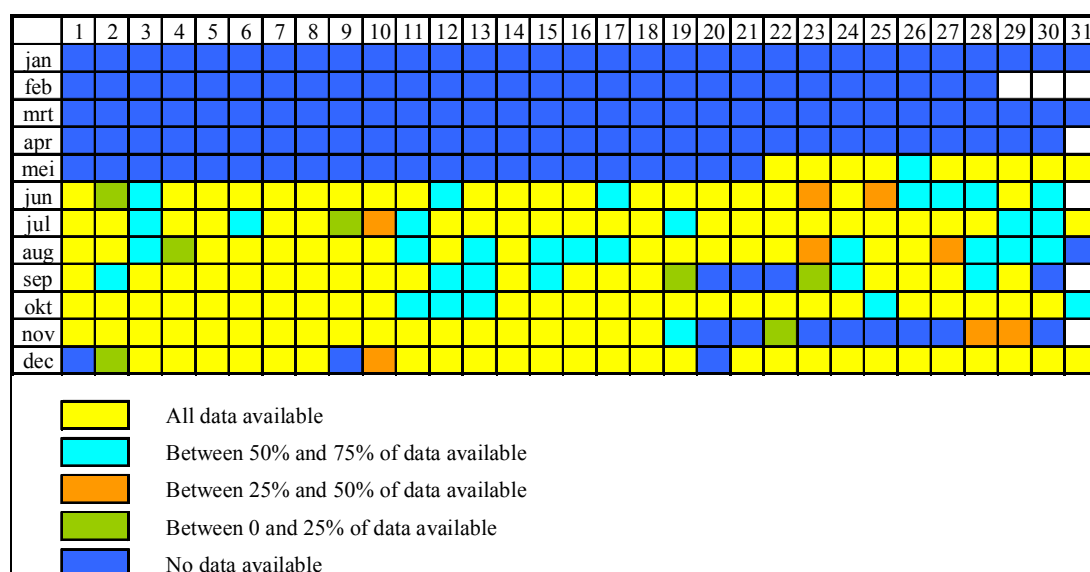 1 2 3 4 5 6 7 8 9 10 11 12 13 14 15 16 17 18 19 20 21 22 23 24 25 26 27 28 29 30 31
jan
feb
mrt
apr
mei
jun
jul
aug
sep
okt
nov
dec
All data available
Between 50% and 75% of data available
Between 25% and 50% of data available
Between 0 and 25% of data available
No data available